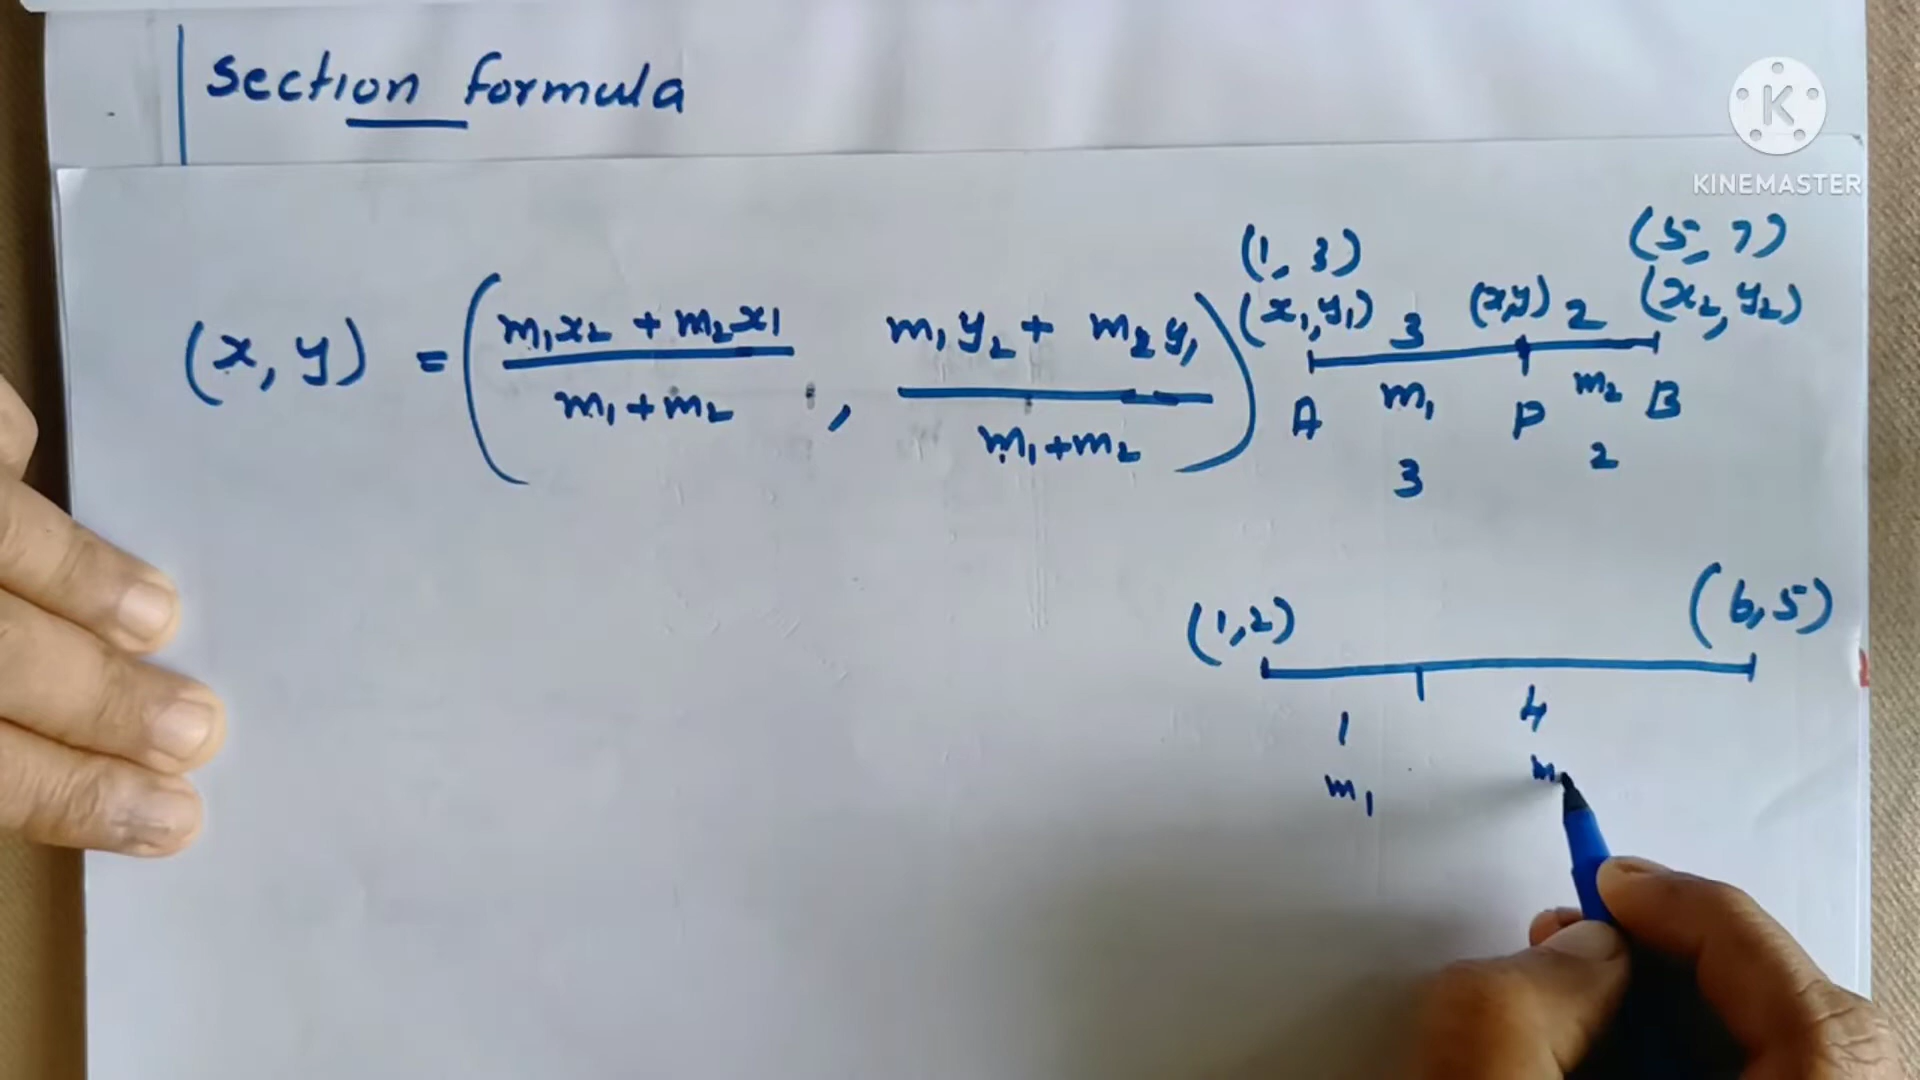 Section formula
KINEMASTER
(1, 3) (5, 7)
(x, y) = (m₁x₂ + m₂x₁ / m₁+m₂ , m₁y₂ + m₂y₁ / m₁+m₂)
(x₁,y₁) 3 (x,y) 2 (x₂, y₂)
A m₁ P m₂ B
3 2
(1,2) (6,5)
1 4
m₁ m